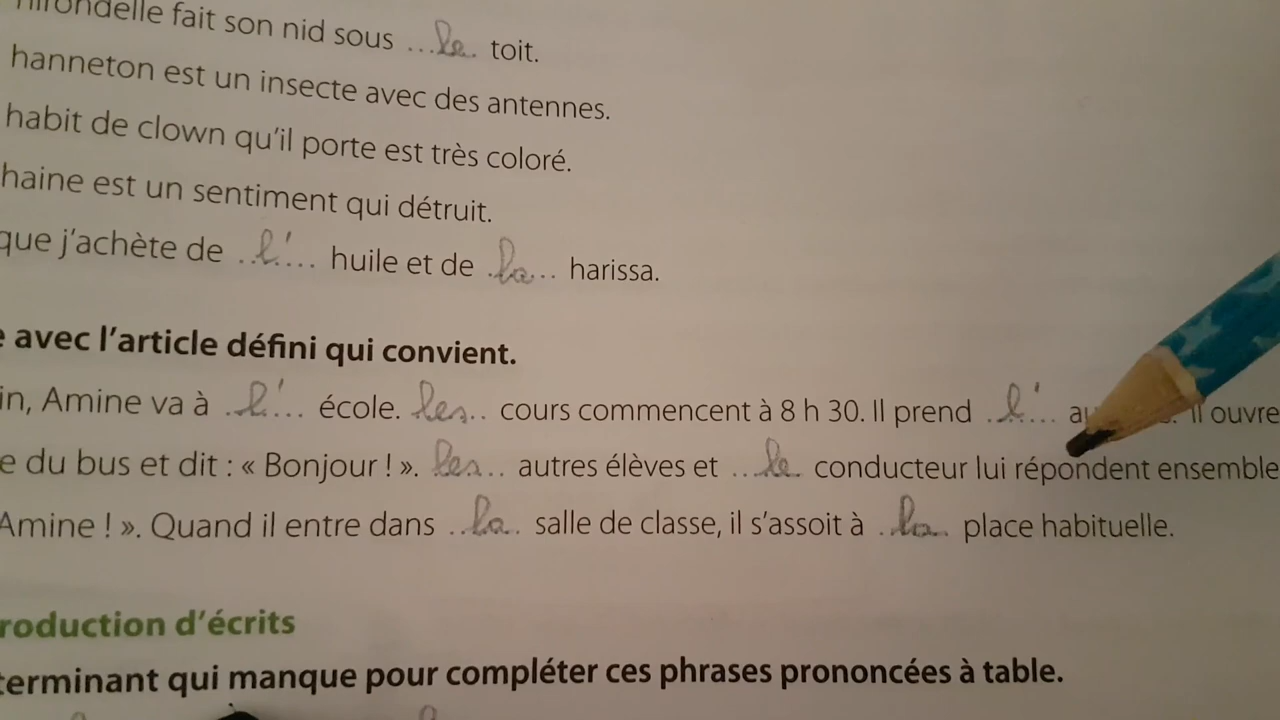 hirondelle fait son nid sous ...le. toit.
hanneton est un insecte avec des antennes.
habit de clown qu'il porte est très coloré.
haine est un sentiment qui détruit.
que j'achète de ..l'.... huile et de .la... harissa.
avec l'article défini qui convient.
in, Amine va à ..l'... école. les.. cours commencent à 8 h 30. Il prend ..l'... Il ouvre
e du bus et dit : « Bonjour ! ». les.. autres élèves et ...le. conducteur lui répondent ensemble
Amine ! ». Quand il entre dans ..la. salle de classe, il s'assoit à ..la. place habituelle.
roduction d'écrits
terminant qui manque pour compléter ces phrases prononcées à table.